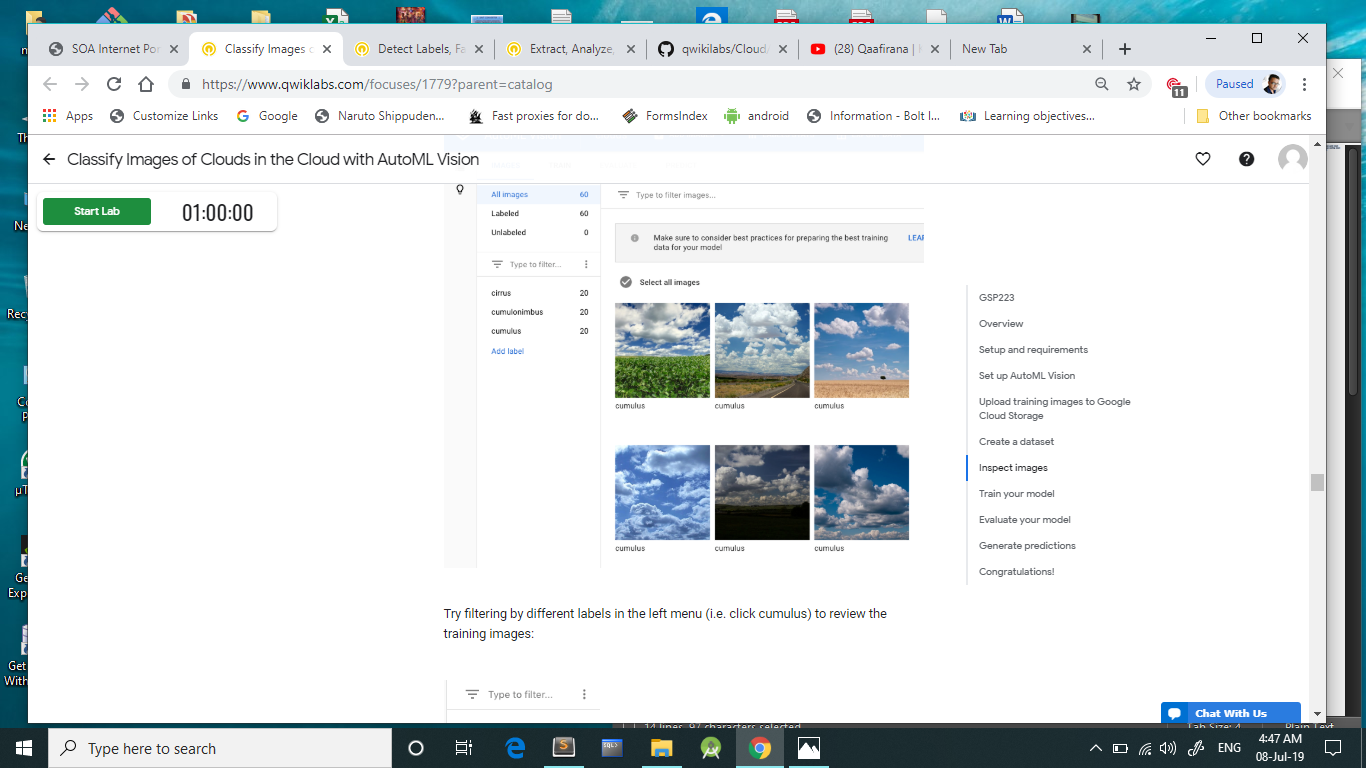 SOA Internet Por
Classify Images o
Detect Labels, Fa
Extract, Analyze,
qwikilabs/Cloud
(28) Qaafirana |
New Tab
https://www.qwiklabs.com/focuses/1779?parent=catalog
11
Paused
Apps
Customize Links
Google
Naruto Shippuden...
Fast proxies for do...
FormsIndex
android
Information - Bolt I...
Learning objectives...
Other bookmarks
Classify Images of Clouds in the Cloud with AutoML Vision
Start Lab
01:00:00
All images 60
Labeled 60
Unlabeled 0
Type to filter...
cirrus 20
cumulonimbus 20
cumulus 20
Add label
Type to filter images...
Make sure to consider best practices for preparing the best training
data for your model
LEAR
Select all images
cumulus cumulus cumulus
cumulus cumulus cumulus
Try filtering by different labels in the left menu (i.e. click cumulus) to review the
training images:
Type to filter...
GSP223
Overview
Setup and requirements
Set up AutoML Vision
Upload training images to Google
Cloud Storage
Create a dataset
Inspect images
Train your model
Evaluate your model
Generate predictions
Congratulations!
Chat With Us
Type here to search
ENG
4:47 AM
08-Jul-19